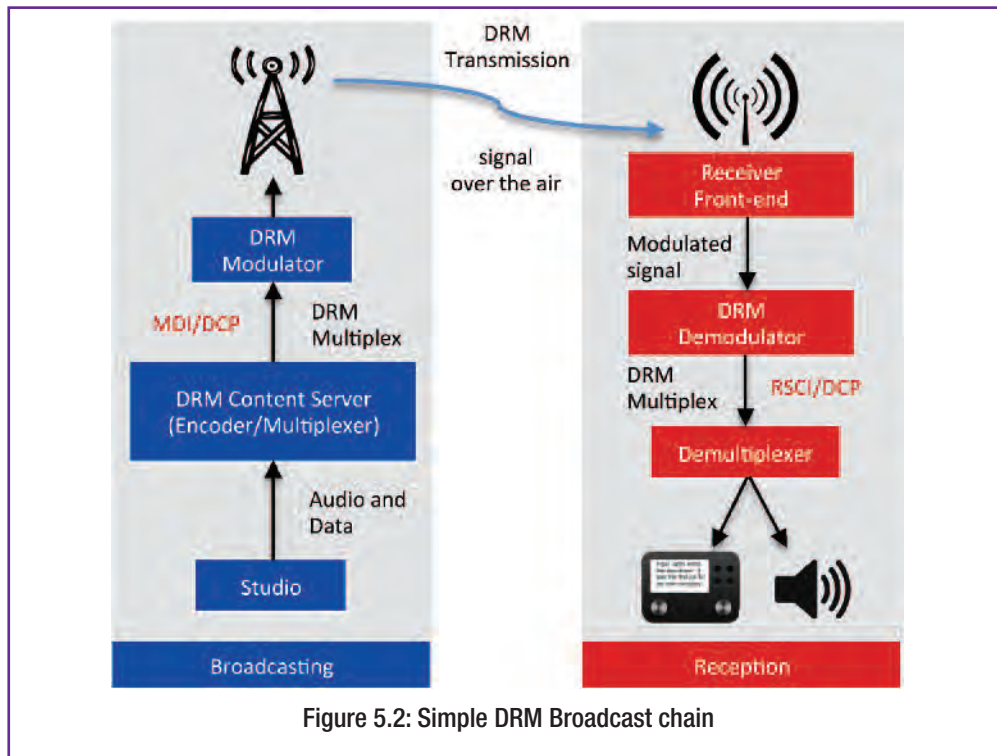 DRM
Transmission
signal
over the air
DRM
Modulator
MDI/DCP
DRM
Multiplex
DRM Content Server
(Encoder/Multiplexer)
Audio and
Data
Studio
Broadcasting
Receiver
Front-end
Modulated
signal
DRM
Demodulator
DRM
Multiplex
RSCI/DCP
Demultiplexer
Reception
Figure 5.2: Simple DRM Broadcast chain